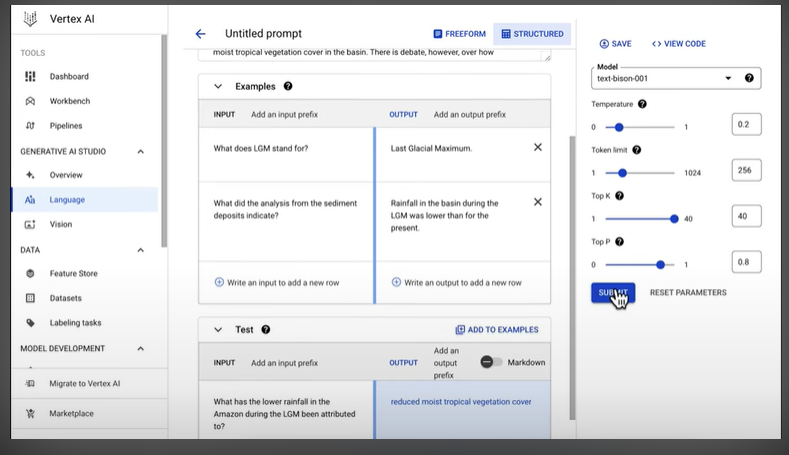 Vertex AI
TOOLS
Dashboard
Workbench
Pipelines
GENERATIVE AI STUDIO
Overview
Language
Vision
DATA
Feature Store
Datasets
Labeling tasks
MODEL DEVELOPMENT
Migrate to Vertex AI
Marketplace
Untitled prompt
FREEFORM
STRUCTURED
moist tropical vegetation cover in the basin. There is debate, however, over how
Examples
INPUT Add an input prefix
OUTPUT Add an output prefix
What does LGM stand for?
Last Glacial Maximum.
What did the analysis from the sediment
deposits indicate?
Rainfall in the basin during the
LGM was lower than for the
present.
Write an input to add a new row
Write an output to add a new row
Test
ADD TO EXAMPLES
INPUT Add an input prefix
OUTPUT
Add an
output
prefix
Markdown
What has the lower rainfall in the
Amazon during the LGM been attributed
to?
reduced moist tropical vegetation cover
SAVE
<> VIEW CODE
Model
text-bison-001
Temperature
0 1 0.2
Token limit
1 1024 256
Top K
1 40 40
Top P
0 1 0.8
SUBMIT
RESET PARAMETERS